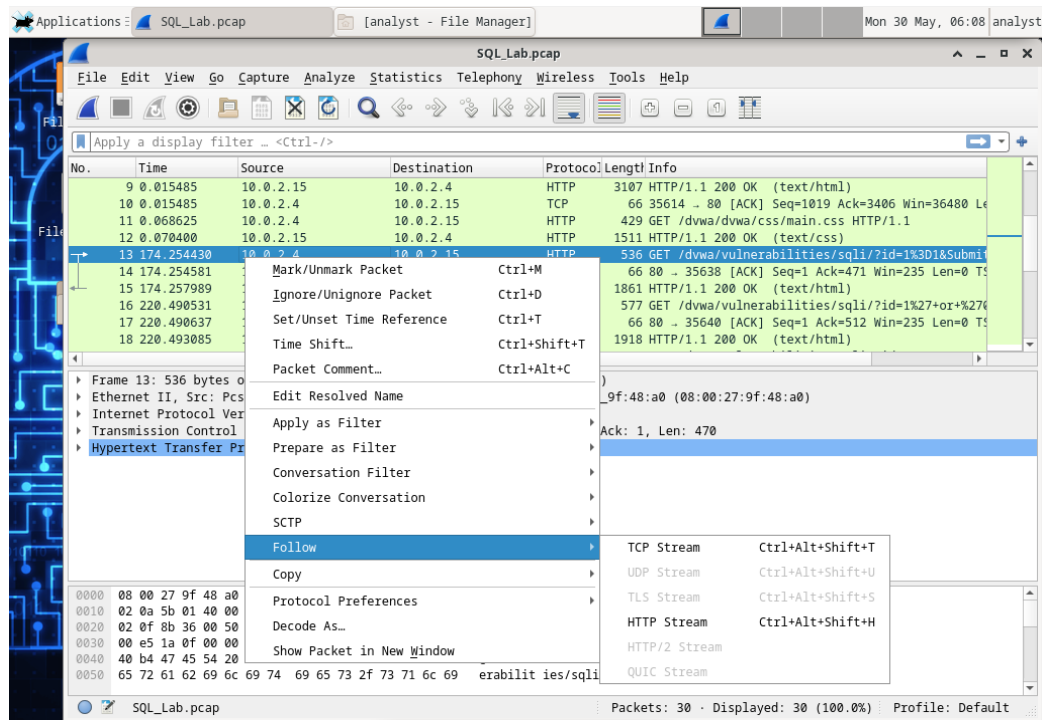 Applications SQL_Lab.pcap [analyst - File Manager] Mon 30 May, 06:08 analyst
SQL_Lab.pcap
File Edit View Go Capture Analyze Statistics Telephony Wireless Tools Help
Apply a display filter … <Ctrl-/>
No. Time Source Destination Protocol Length Info
9 0.015485 10.0.2.15 10.0.2.4 HTTP 3107 HTTP/1.1 200 OK (text/html)
10 0.015485 10.0.2.4 10.0.2.15 TCP 66 35614 → 80 [ACK] Seq=1019 Ack=3406 Win=36480 Le
11 0.068625 10.0.2.4 10.0.2.15 HTTP 429 GET /dvwa/dvwa/css/main.css HTTP/1.1
12 0.070400 10.0.2.15 10.0.2.4 HTTP 1511 HTTP/1.1 200 OK (text/css)
13 174.254430 10.0.2.4 10.0.2.15 HTTP 536 GET /dvwa/vulnerabilities/sqli/?id=1%3D1&Submit
14 174.254581 66 80 → 35638 [ACK] Seq=1 Ack=471 Win=235 Len=0 TS
15 174.257989 1861 HTTP/1.1 200 OK (text/html)
16 220.490531 577 GET /dvwa/vulnerabilities/sqli/?id=1%27+or+%270
17 220.490637 66 80 → 35640 [ACK] Seq=1 Ack=512 Win=235 Len=0 TS
18 220.493085 1918 HTTP/1.1 200 OK (text/html)
Mark/Unmark Packet Ctrl+M
Ignore/Unignore Packet Ctrl+D
Set/Unset Time Reference Ctrl+T
Time Shift… Ctrl+Shift+T
Packet Comment… Ctrl+Alt+C
Edit Resolved Name
Apply as Filter
Prepare as Filter
Conversation Filter
Colorize Conversation
SCTP
Follow
Copy
Protocol Preferences
Decode As…
Show Packet in New Window
TCP Stream Ctrl+Alt+Shift+T
UDP Stream Ctrl+Alt+Shift+U
TLS Stream Ctrl+Alt+Shift+S
HTTP Stream Ctrl+Alt+Shift+H
HTTP/2 Stream
QUIC Stream
Frame 13: 536 bytes o )
Ethernet II, Src: Pcs _9f:48:a0 (08:00:27:9f:48:a0)
Internet Protocol Ver
Transmission Control Ack: 1, Len: 470
Hypertext Transfer Pr
0000 08 00 27 9f 48 a0
0010 02 0a 5b 01 40 00
0020 02 0f 8b 36 00 50
0030 00 e5 1a 0f 00 00
0040 40 b4 47 45 54 20
0050 65 72 61 62 69 6c 69 74 69 65 73 2f 73 71 6c 69 erabilit ies/sqli
SQL_Lab.pcap Packets: 30 · Displayed: 30 (100.0%) Profile: Default